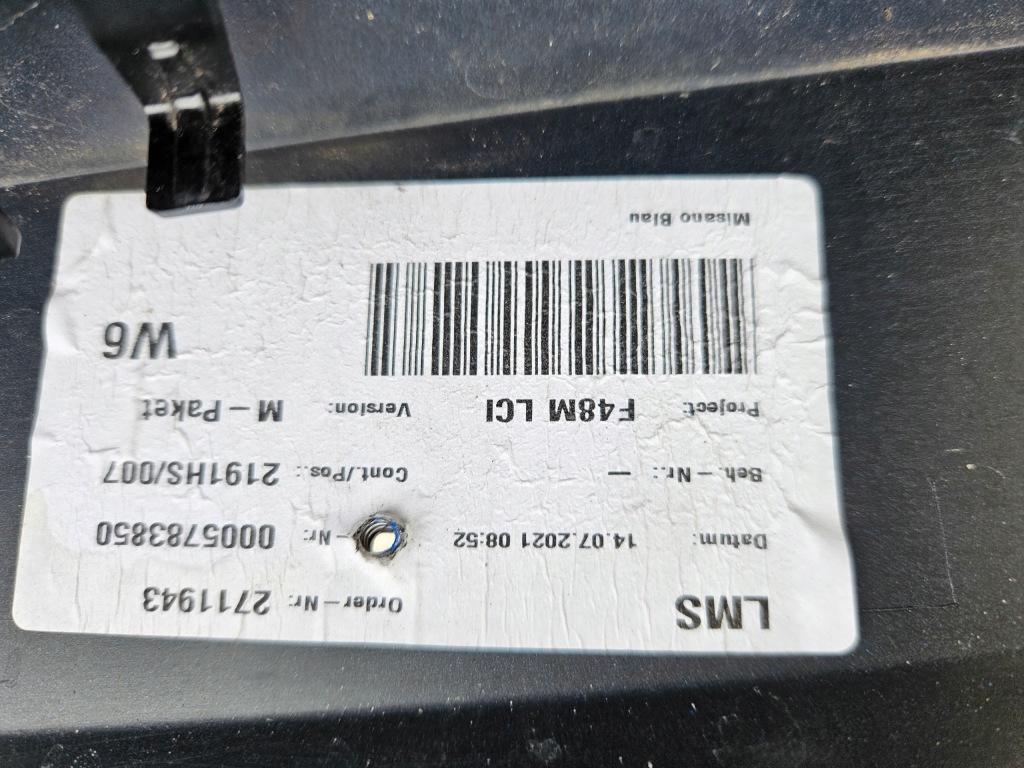 LMS Order-Nr: 2711943
Datum: 14.07.2021 08:52 -Nr: 0005783850
Beh.-Nr.: – Cont./Pos.: 2191HS/007
Project: F48M LCI Version: M-Paket
W6
Misano Blau